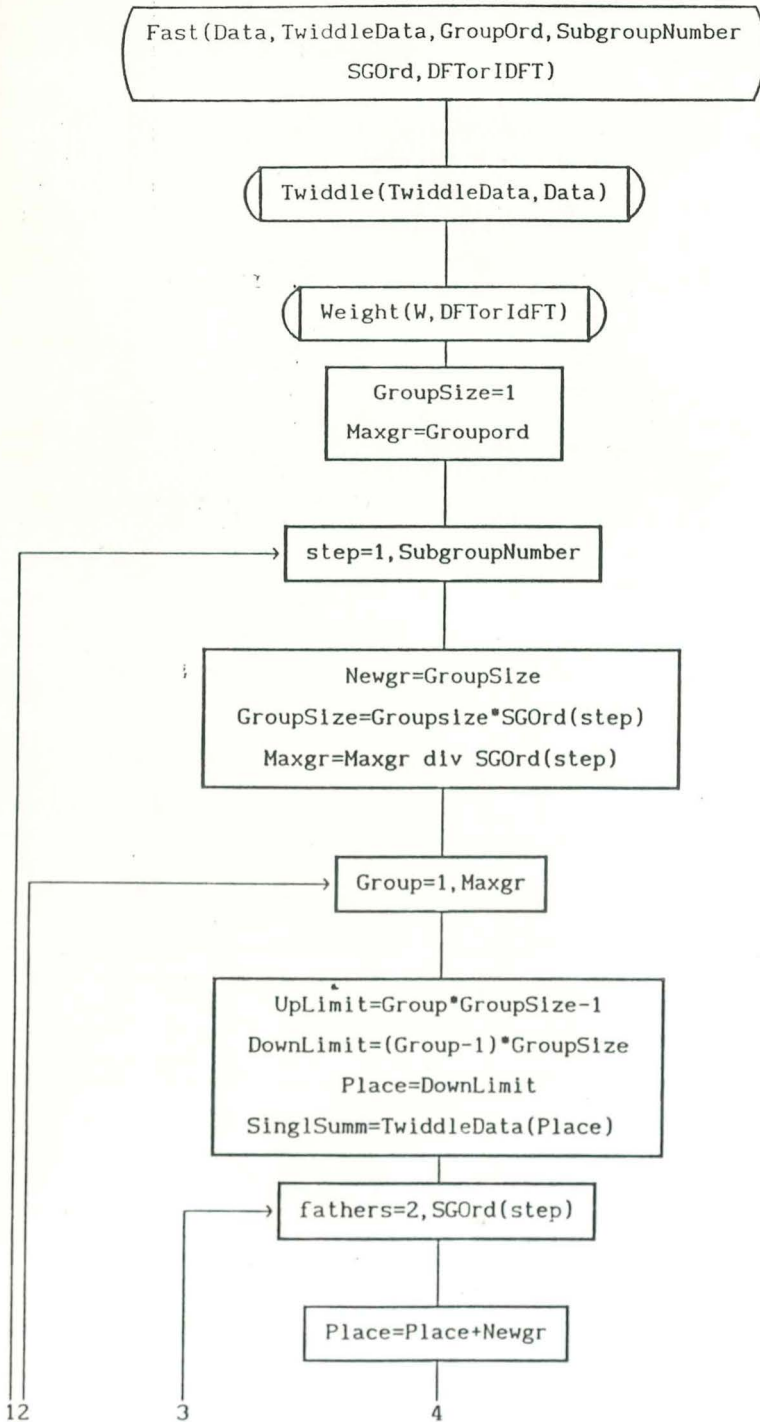 Fast(Data,TwiddleData,GroupOrd,SubgroupNumber
SGOrd,DFTorIDFT)
Twiddle(TwiddleData,Data)
Weight(W,DFTorIdFT)
GroupSize=1
Maxgr=Groupord
step=1,SubgroupNumber
Newgr=GroupSize
GroupSize=Groupsize*SGOrd(step)
Maxgr=Maxgr div SGOrd(step)
Group=1,Maxgr
UpLimit=Group*GroupSize-1
DownLimit=(Group-1)*GroupSize
Place=DownLimit
SinglSumm=TwiddleData(Place)
fathers=2,SGOrd(step)
Place=Place+Newgr
12 3 4